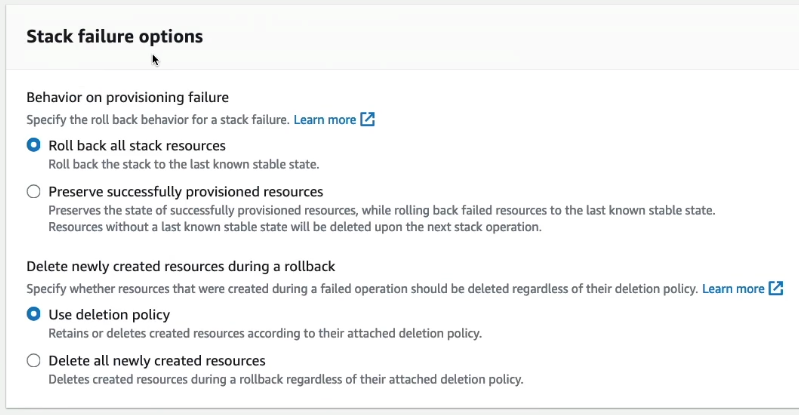 Stack failure options
Behavior on provisioning failure
Specify the roll back behavior for a stack failure. Learn more
Roll back all stack resources
Roll back the stack to the last known stable state.
Preserve successfully provisioned resources
Preserves the state of successfully provisioned resources, while rolling back failed resources to the last known stable state.
Resources without a last known stable state will be deleted upon the next stack operation.
Delete newly created resources during a rollback
Specify whether resources that were created during a failed operation should be deleted regardless of their deletion policy. Learn more
Use deletion policy
Retains or deletes created resources according to their attached deletion policy.
Delete all newly created resources
Deletes created resources during a rollback regardless of their attached deletion policy.